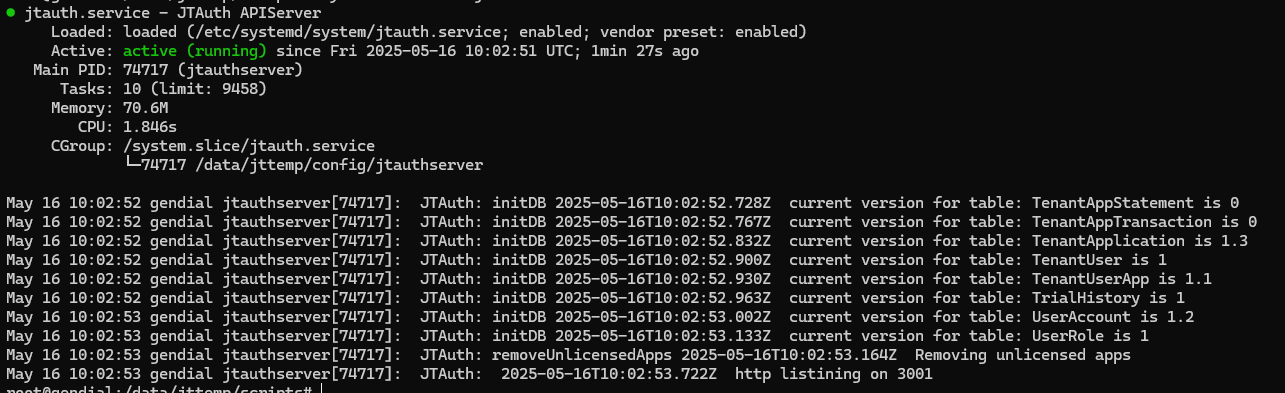 ● jtauth.service - JTAuth APIServer
     Loaded: loaded (/etc/systemd/system/jtauth.service; enabled; vendor preset: enabled)
     Active: active (running) since Fri 2025-05-16 10:02:51 UTC; 1min 27s ago
   Main PID: 74717 (jtauthserver)
      Tasks: 10 (limit: 9458)
     Memory: 70.6M
        CPU: 1.846s
     CGroup: /system.slice/jtauth.service
             └─74717 /data/jttemp/config/jtauthserver

May 16 10:02:52 gendial jtauthserver[74717]:  JTAuth: initDB 2025-05-16T10:02:52.728Z  current version for table: TenantAppStatement is 0
May 16 10:02:52 gendial jtauthserver[74717]:  JTAuth: initDB 2025-05-16T10:02:52.767Z  current version for table: TenantAppTransaction is 0
May 16 10:02:52 gendial jtauthserver[74717]:  JTAuth: initDB 2025-05-16T10:02:52.832Z  current version for table: TenantApplication is 1.3
May 16 10:02:52 gendial jtauthserver[74717]:  JTAuth: initDB 2025-05-16T10:02:52.900Z  current version for table: TenantUser is 1
May 16 10:02:52 gendial jtauthserver[74717]:  JTAuth: initDB 2025-05-16T10:02:52.930Z  current version for table: TenantUserApp is 1.1
May 16 10:02:52 gendial jtauthserver[74717]:  JTAuth: initDB 2025-05-16T10:02:52.963Z  current version for table: TrialHistory is 1
May 16 10:02:53 gendial jtauthserver[74717]:  JTAuth: initDB 2025-05-16T10:02:53.002Z  current version for table: UserAccount is 1.2
May 16 10:02:53 gendial jtauthserver[74717]:  JTAuth: initDB 2025-05-16T10:02:53.133Z  current version for table: UserRole is 1
May 16 10:02:53 gendial jtauthserver[74717]:  JTAuth: removeUnlicensedApps 2025-05-16T10:02:53.164Z  Removing unlicensed apps
May 16 10:02:53 gendial jtauthserver[74717]:  JTAuth:  2025-05-16T10:02:53.722Z  http listining on 3001
root@gendial:/data/jttemp/scripts#